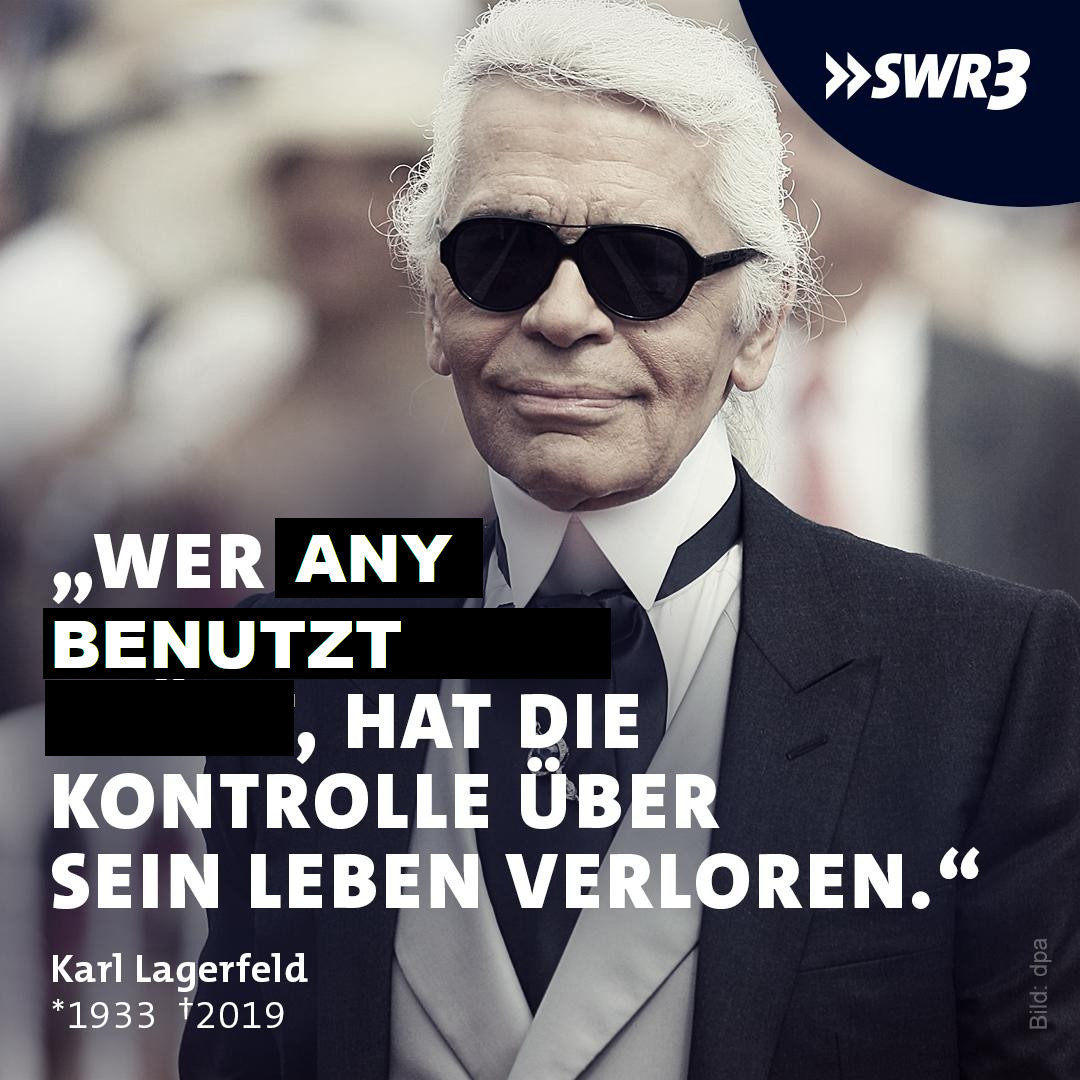 »SWR3
„WER ANY
BENUTZT
, HAT DIE
KONTROLLE ÜBER
SEIN LEBEN VERLOREN.“
Karl Lagerfeld
*1933 †2019
Bild: dpa